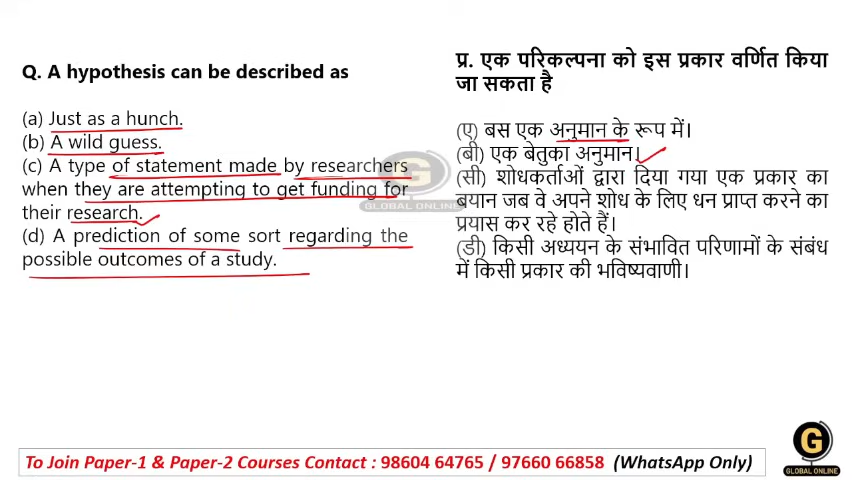 Q. A hypothesis can be described as
(a) Just as a hunch.
(b) A wild guess.
(c) A type of statement made by researchers
when they are attempting to get funding for
their research.
(d) A prediction of some sort regarding the
possible outcomes of a study.
प्र. एक परिकल्पना को इस प्रकार वर्णित किया
जा सकता है
(ए) बस एक अनुमान के रूप में।
(बी) एक बेतुका अनुमान।
(सी) शोधकर्ताओं द्वारा दिया गया एक प्रकार का
बयान जब वे अपने शोध के लिए धन प्राप्त करने का
प्रयास कर रहे होते हैं।
(डी) किसी अध्ययन के संभावित परिणामों के संबंध
में किसी प्रकार की भविष्यवाणी।
G
GLOBAL ONLINE
To Join Paper-1 & Paper-2 Courses Contact : 98604 64765 / 97660 66858 (WhatsApp Only)
G
GLOBAL ONLINE